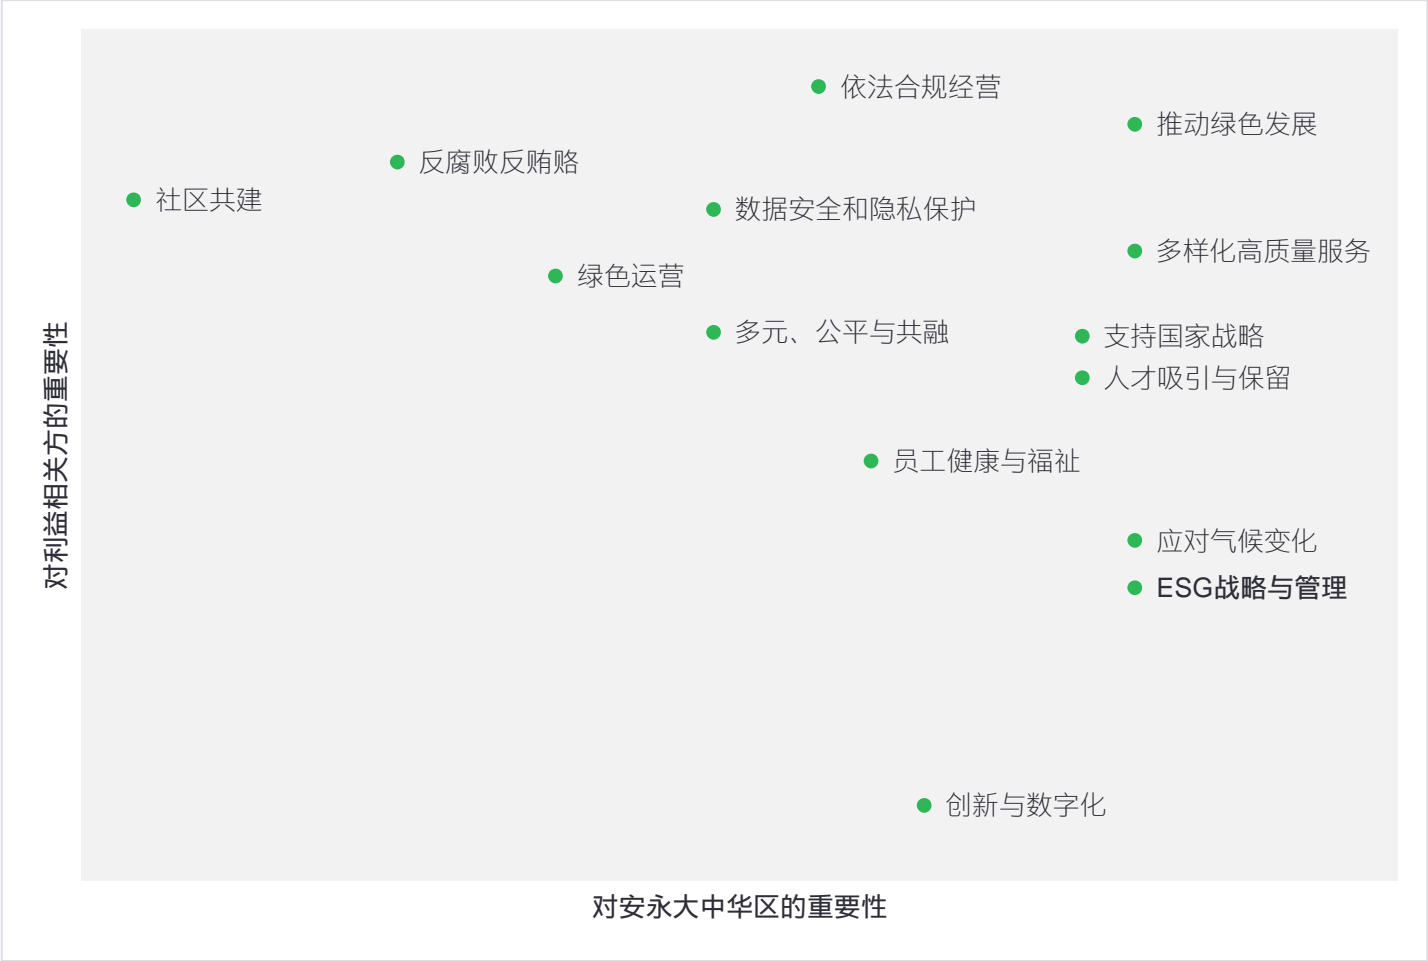 依法合规经营
推动绿色发展
反腐败反贿赂
社区共建
数据安全和隐私保护
多样化高质量服务
绿色运营
多元、公平与共融
支持国家战略
人才吸引与保留
员工健康与福祉
应对气候变化
ESG战略与管理
创新与数字化
对利益相关方的重要性
对安永大中华区的重要性